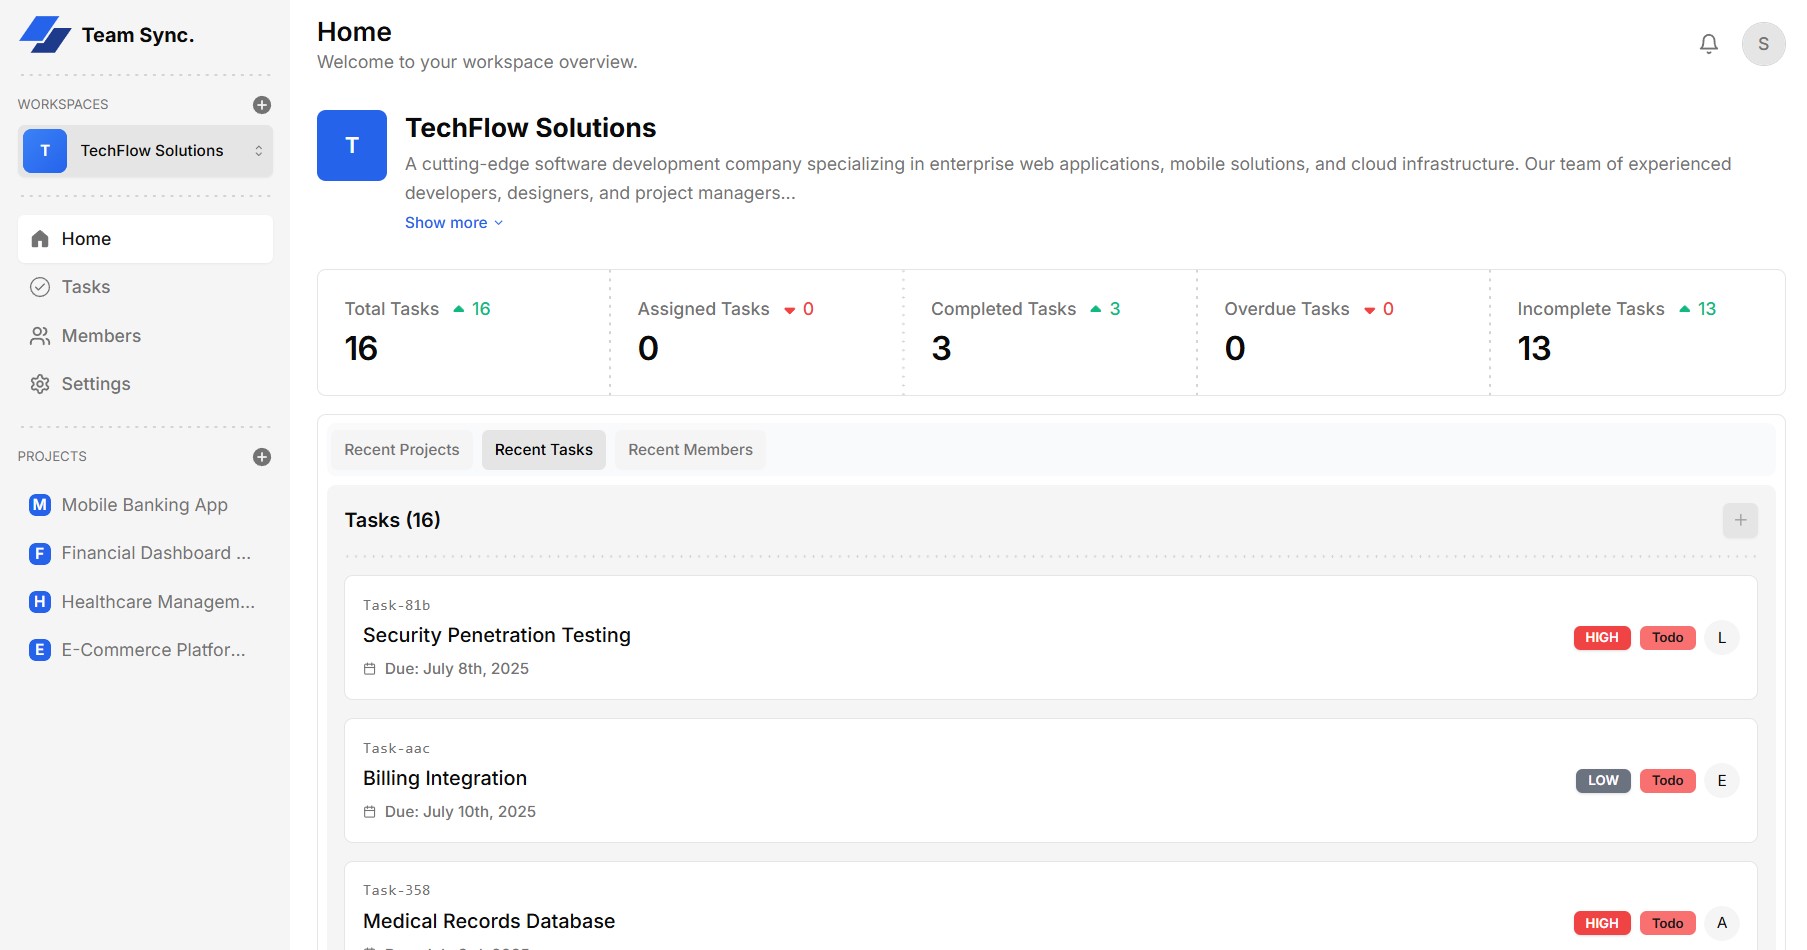 Team Sync.
WORKSPACES
T
TechFlow Solutions
Home
Tasks
Members
Settings
PROJECTS
M Mobile Banking App
F Financial Dashboard ...
H Healthcare Managem...
E E-Commerce Platfor...
Home
Welcome to your workspace overview.
S
T
TechFlow Solutions
A cutting-edge software development company specializing in enterprise web applications, mobile solutions, and cloud infrastructure. Our team of experienced
developers, designers, and project managers...
Show more
Total Tasks 16
16
Assigned Tasks 0
0
Completed Tasks 3
3
Overdue Tasks 0
0
Incomplete Tasks 13
13
Recent Projects Recent Tasks Recent Members
Tasks (16)
Task-81b
Security Penetration Testing
Due: July 8th, 2025
HIGH Todo L
Task-aac
Billing Integration
Due: July 10th, 2025
LOW Todo E
Task-358
Medical Records Database
HIGH Todo A